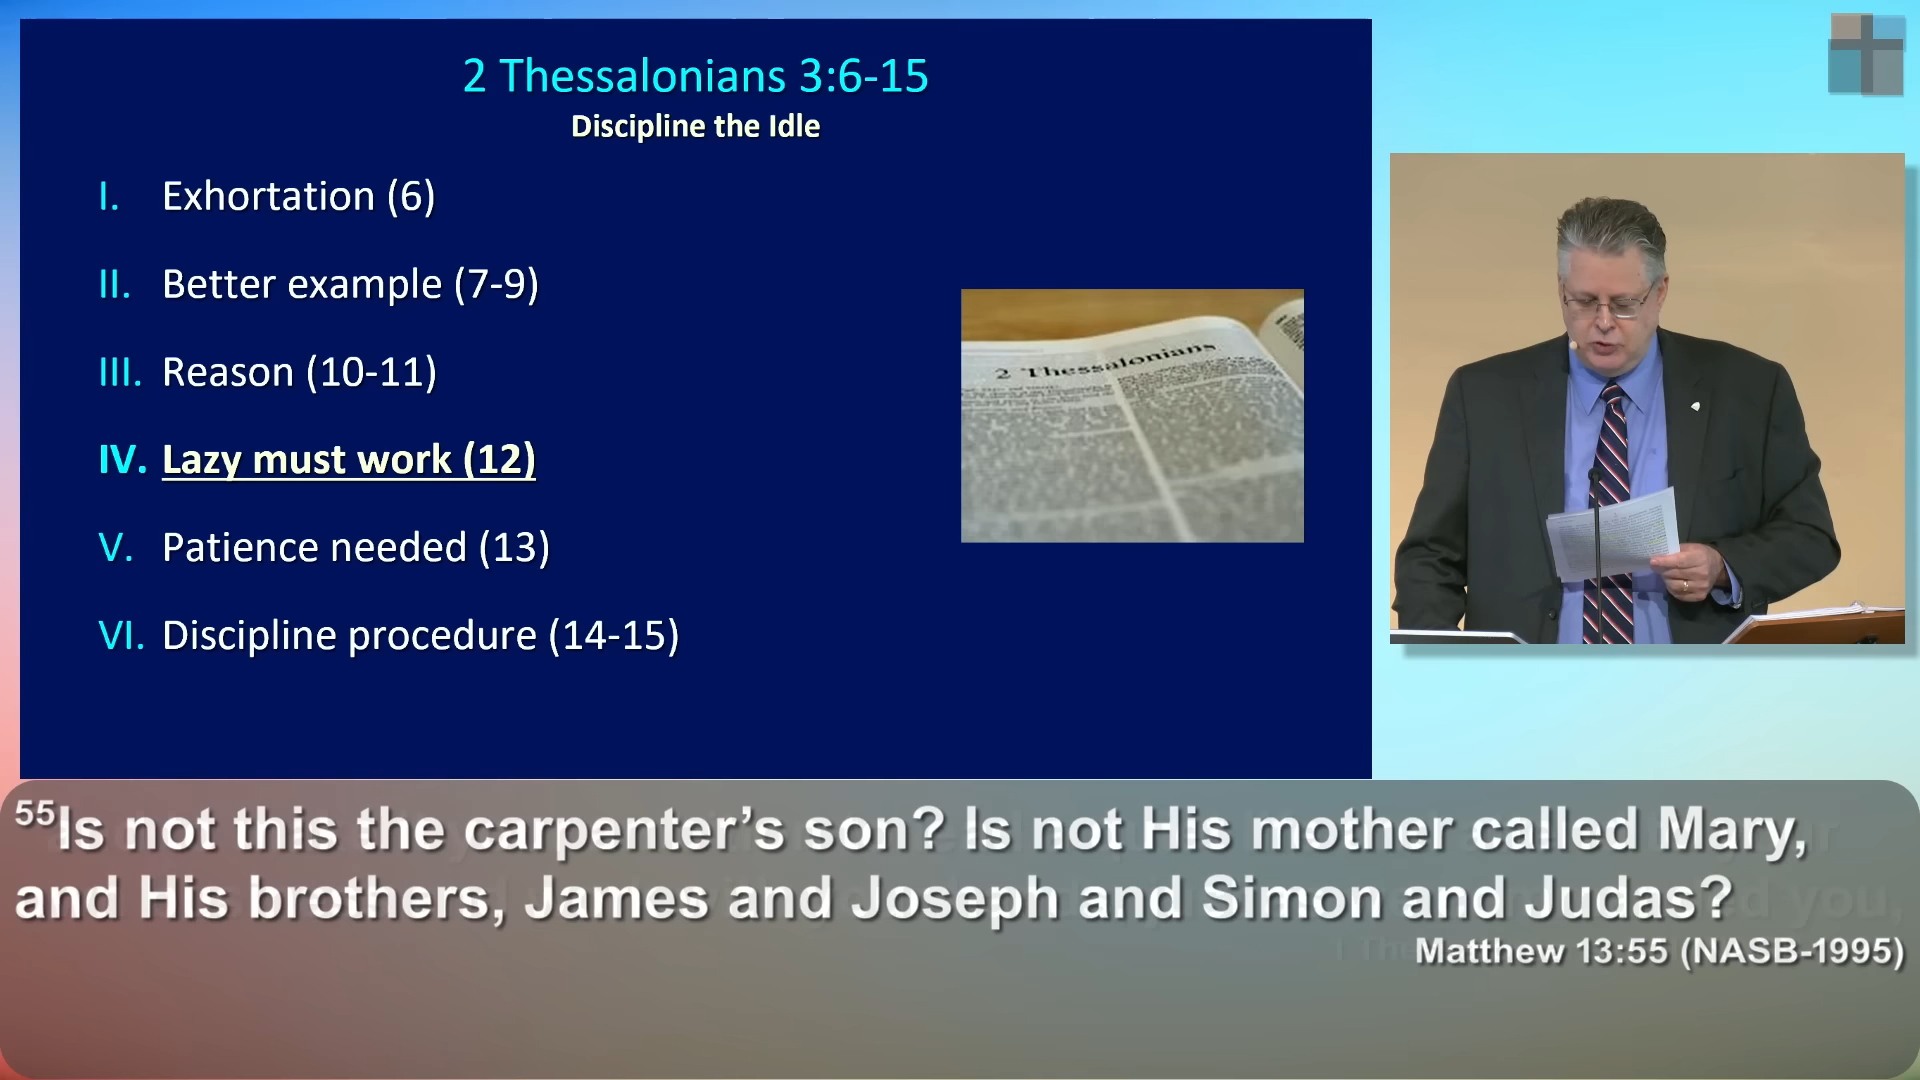 2 Thessalonians 3:6-15
Discipline the Idle
I. Exhortation (6)
II. Better example (7-9)
III. Reason (10-11)
IV. Lazy must work (12)
V. Patience needed (13)
VI. Discipline procedure (14-15)
2 Thessalonians
55Is not this the carpenter’s son? Is not His mother called Mary,
and His brothers, James and Joseph and Simon and Judas?
Matthew 13:55 (NASB-1995)